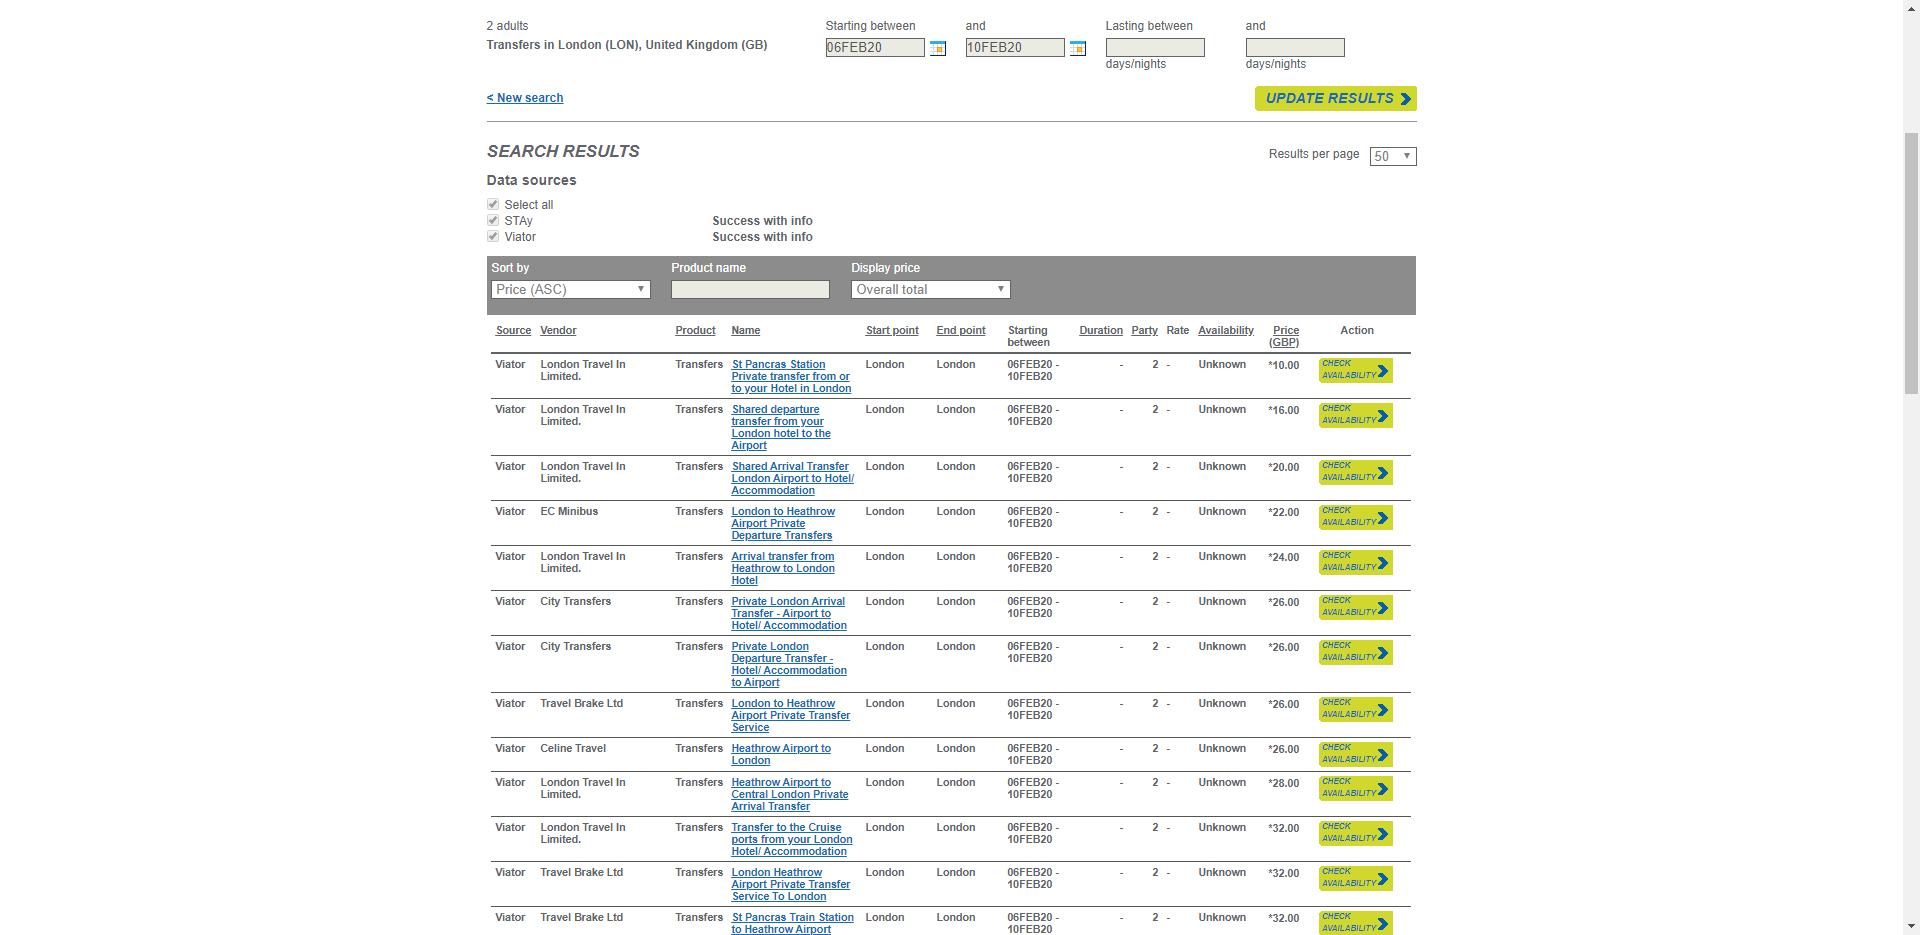 2 adults
Transfers in London (LON), United Kingdom (GB)
Starting between
and
Lasting between
and
06FEB20
10FEB20
days/nights
days/nights
< New search
UPDATE RESULTS
SEARCH RESULTS
Results per page
50
Data sources
Select all
STAy Success with info
Viator Success with info
Sort by Product name Display price
Price (ASC) Overall total
Source Vendor Product Name Start point End point Starting Duration Party Rate Availability Price Action
between (GBP)
Viator London Travel In Transfers St Pancras Station London London 06FEB20 - - 2 - Unknown *10.00 CHECK
Limited. Private transfer from or 10FEB20 AVAILABILITY
to your Hotel in London
Viator London Travel In Transfers Shared departure London London 06FEB20 - - 2 - Unknown *16.00 CHECK
Limited. transfer from your 10FEB20 AVAILABILITY
London hotel to the
Airport
Viator London Travel In Transfers Shared Arrival Transfer London London 06FEB20 - - 2 - Unknown *20.00 CHECK
Limited. London Airport to Hotel/ 10FEB20 AVAILABILITY
Accommodation
Viator EC Minibus Transfers London to Heathrow London London 06FEB20 - - 2 - Unknown *22.00 CHECK
Airport Private 10FEB20 AVAILABILITY
Departure Transfers
Viator London Travel In Transfers Arrival transfer from London London 06FEB20 - - 2 - Unknown *24.00 CHECK
Limited. Heathrow to London 10FEB20 AVAILABILITY
Hotel
Viator City Transfers Transfers Private London Arrival London London 06FEB20 - - 2 - Unknown *26.00 CHECK
Transfer - Airport to 10FEB20 AVAILABILITY
Hotel/ Accommodation
Viator City Transfers Transfers Private London London London 06FEB20 - - 2 - Unknown *26.00 CHECK
Departure Transfer - 10FEB20 AVAILABILITY
Hotel/ Accommodation
to Airport
Viator Travel Brake Ltd Transfers London to Heathrow London London 06FEB20 - - 2 - Unknown *26.00 CHECK
Airport Private Transfer 10FEB20 AVAILABILITY
Service
Viator Celine Travel Transfers Heathrow Airport to London London 06FEB20 - - 2 - Unknown *26.00 CHECK
London 10FEB20 AVAILABILITY
Viator London Travel In Transfers Heathrow Airport to London London 06FEB20 - - 2 - Unknown *28.00 CHECK
Limited. Central London Private 10FEB20 AVAILABILITY
Arrival Transfer
Viator London Travel In Transfers Transfer to the Cruise London London 06FEB20 - - 2 - Unknown *32.00 CHECK
Limited. ports from your London 10FEB20 AVAILABILITY
Hotel/ Accommodation
Viator Travel Brake Ltd Transfers London Heathrow London London 06FEB20 - - 2 - Unknown *32.00 CHECK
Airport Private Transfer 10FEB20 AVAILABILITY
Service To London
Viator Travel Brake Ltd Transfers St Pancras Train Station London London 06FEB20 - - 2 - Unknown *32.00 CHECK
to Heathrow Airport 10FEB20 AVAILABILITY